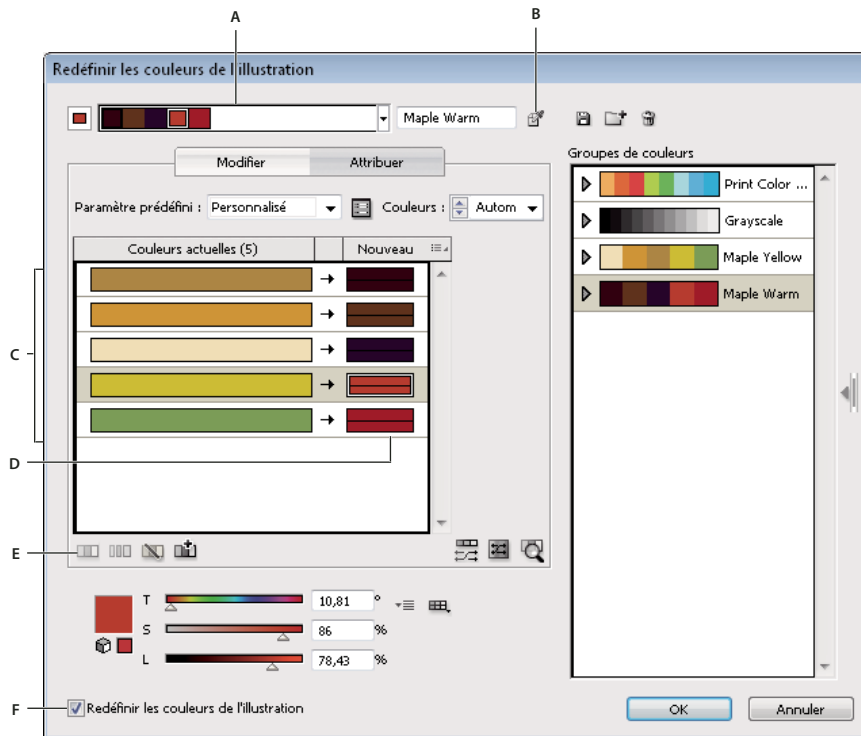 A
B
Redéfinir les couleurs de l'illustration
Maple Warm
Groupes de couleurs
Modifier
Attribuer
Print Color ...
Paramètre prédéfini :
Personnalisé
Couleurs :
Autom
Grayscale
Couleurs actuelles (5)
Nouveau
Maple Yellow
Maple Warm
C
D
E
T
10,81
°
S
86
%
L
78,43
%
F
Redéfinir les couleurs de l'illustration
OK
Annuler